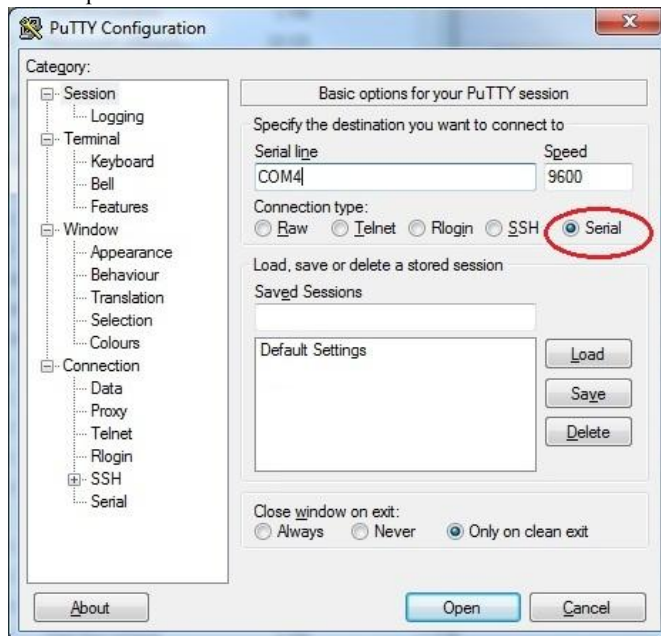 PuTTY Configuration
Category:
Session
Logging
Terminal
Keyboard
Bell
Features
Window
Appearance
Behaviour
Translation
Selection
Colours
Connection
Data
Proxy
Telnet
Rlogin
SSH
Serial
Basic options for your PuTTY session
Specify the destination you want to connect to
Serial line Speed
COM4 9600
Connection type:
Raw Telnet Rlogin SSH Serial
Load, save or delete a stored session
Saved Sessions
Default Settings
Load
Save
Delete
Close window on exit:
Always Never Only on clean exit
About Open Cancel